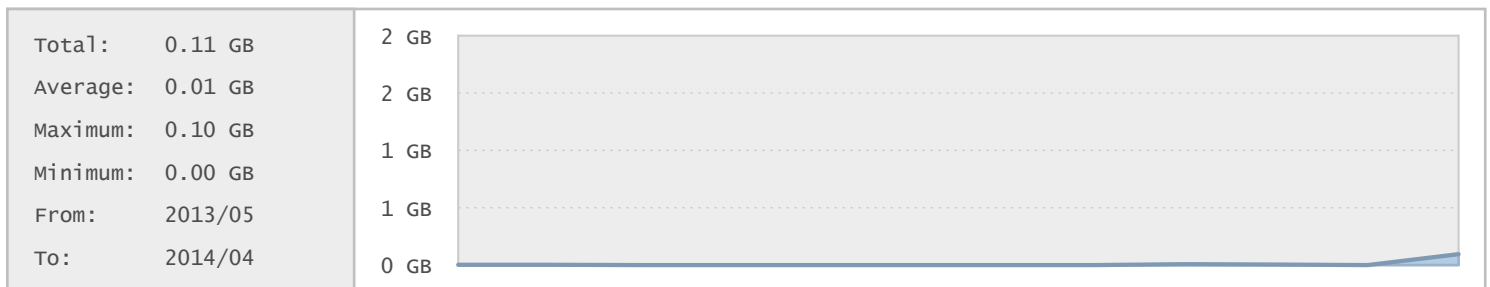 Total: 0.11 GB
Average: 0.01 GB
Maximum: 0.10 GB
Minimum: 0.00 GB
From: 2013/05
To: 2014/04
2 GB
2 GB
1 GB
1 GB
0 GB